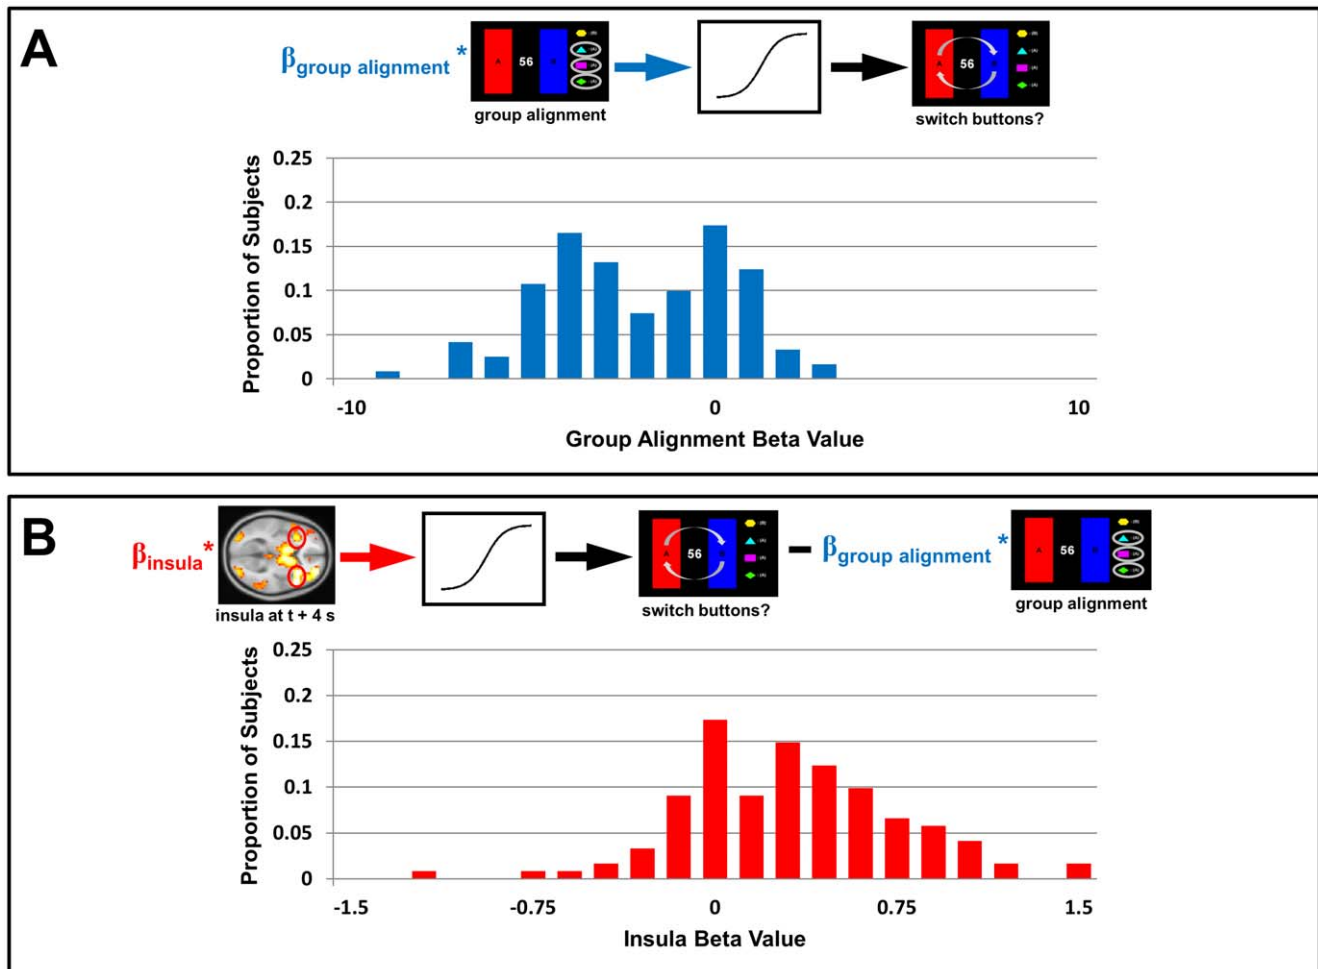 A
β group alignment *
A 56
group alignment
56
switch buttons?
Proportion of Subjects
0.25
0.2
0.15
0.1
0.05
0
-10 0 10
Group Alignment Beta Value
B
β insula *
insula at t + 4 s
A 56
switch buttons?
β group alignment *
A 56
group alignment
Proportion of Subjects
0.25
0.2
0.15
0.1
0.05
0
-1.5 -0.75 0 0.75 1.5
Insula Beta Value